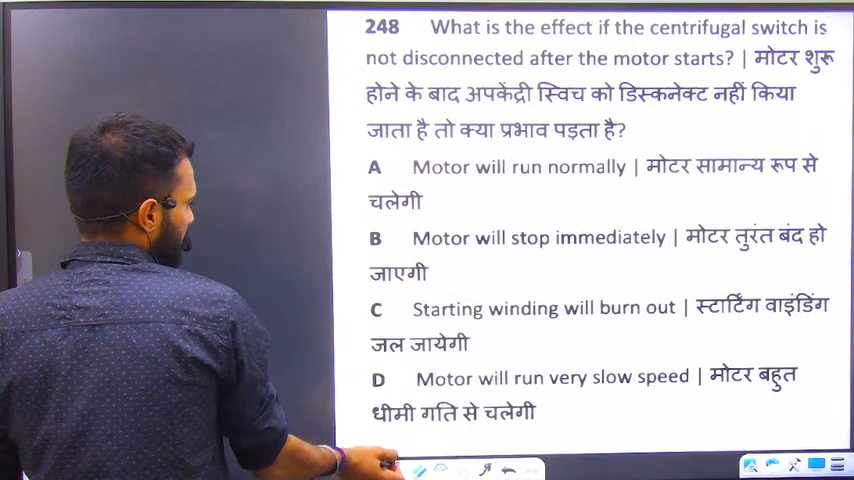 248 What is the effect if the centrifugal switch is
not disconnected after the motor starts? | मोटर शुरू
होने के बाद अपकेंद्री स्विच को डिस्कनेक्ट नहीं किया
जाता है तो क्या प्रभाव पड़ता है?
A Motor will run normally | मोटर सामान्य रूप से
चलेगी
B Motor will stop immediately | मोटर तुरंत बंद हो
जाएगी
C Starting winding will burn out | स्टार्टिंग वाइंडिंग
जल जायेगी
D Motor will run very slow speed | मोटर बहुत
धीमी गति से चलेगी